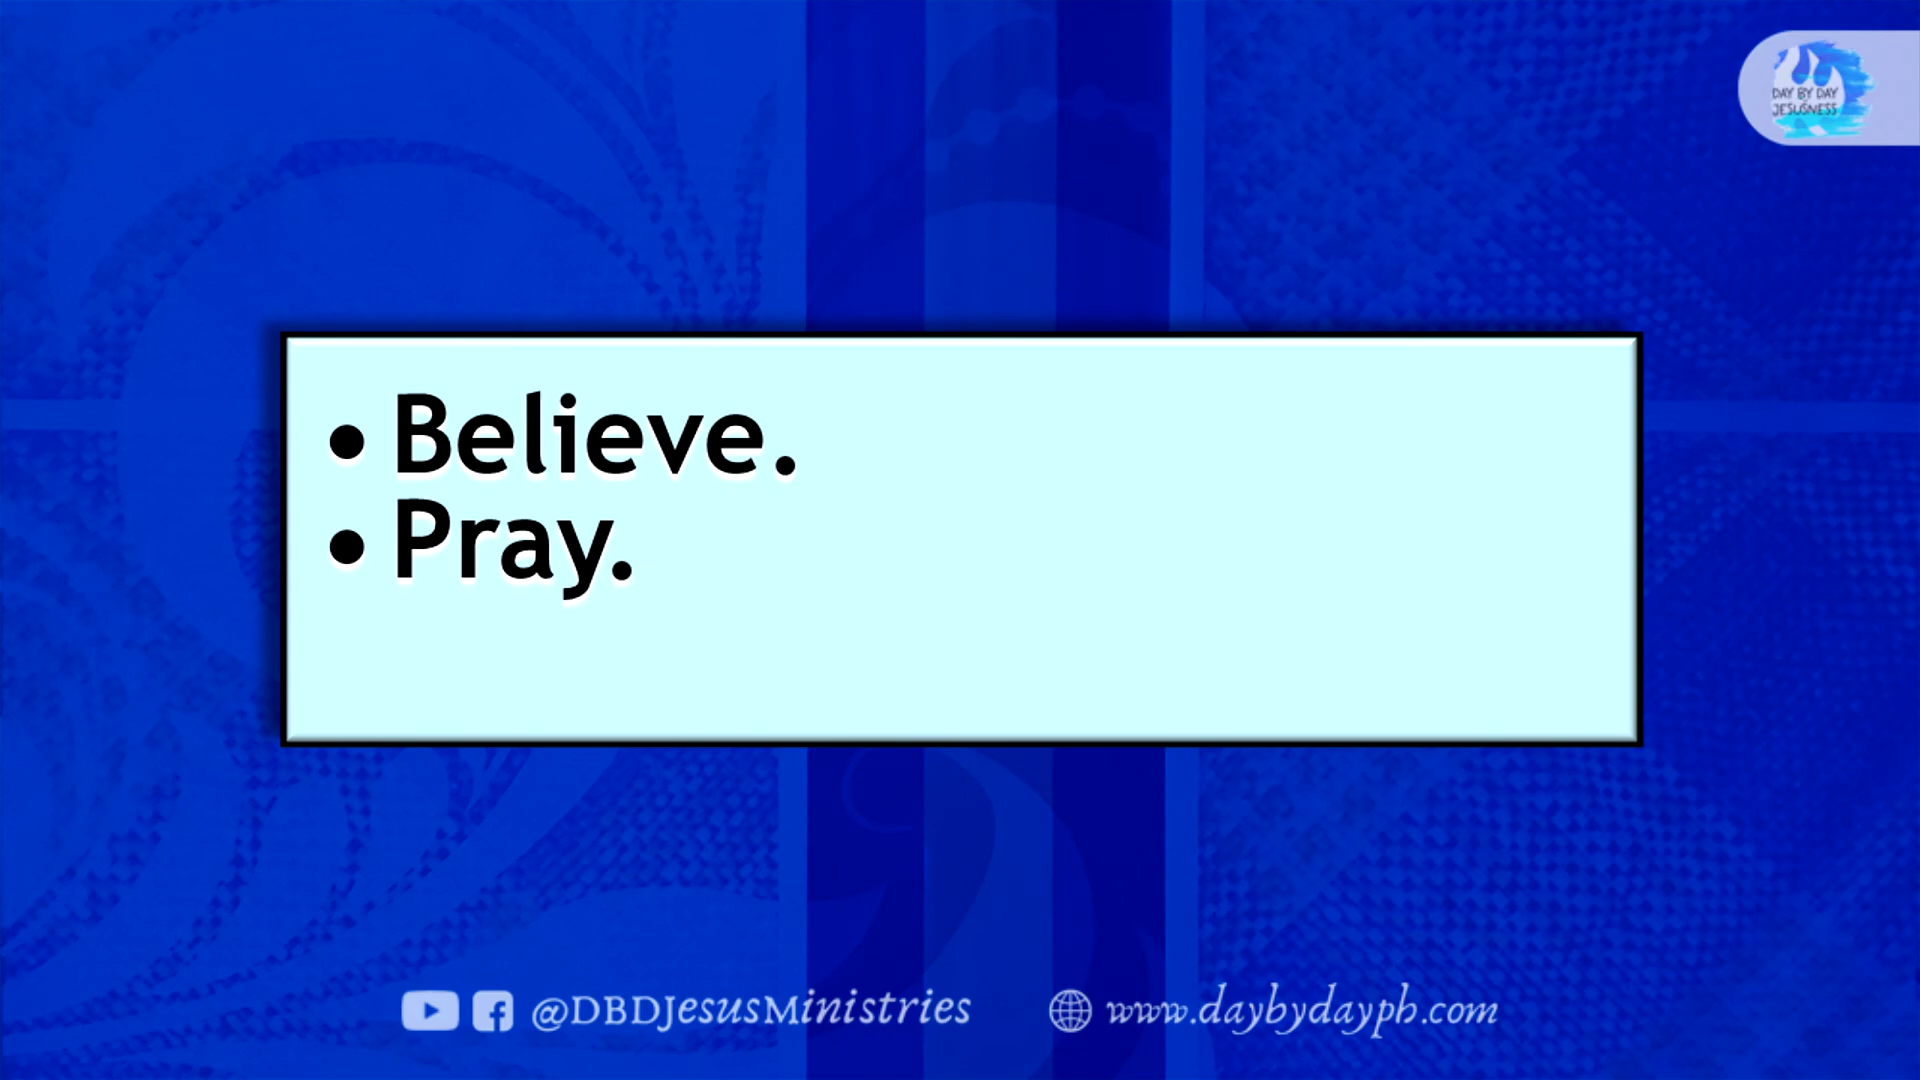 DAY BY DAY
JESUSNESS
• Believe.
• Pray.
@DBDJesusMinistries
www.daybydayph.com